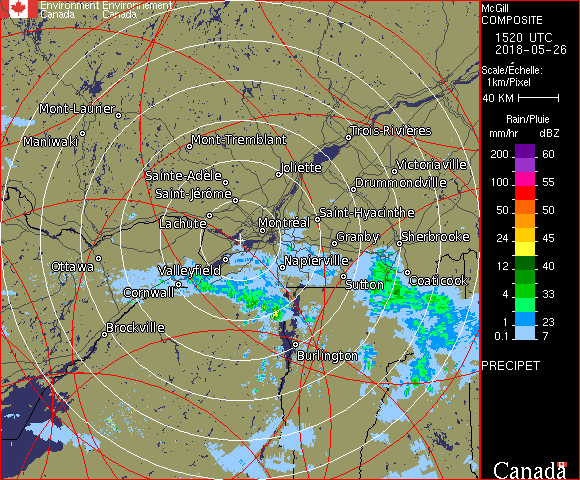 Environment Environnement
Canada Canada
McGill
COMPOSITE
1520 UTC
2018-05-26
Scale/Échelle:
1km/Pixel
40 KM
Rain/Pluie
mm/hr dBZ
200 60
100 55
50 50
24 45
12 40
4 33
1 23
0.1 7
PRECIPET
Canada
Mont-Laurier
Maniwaki
Mont-Tremblant
Trois-Rivières
Sainte-Adèle
Joliette
Victoriaville
Saint-Jérôme
Drummondville
Lachute
Montréal
Saint-Hyacinthe
Granby
Sherbrooke
Ottawa
Valleyfield
Napierville
Cornwall
Sutton
Coaticook
Brockville
Burlington